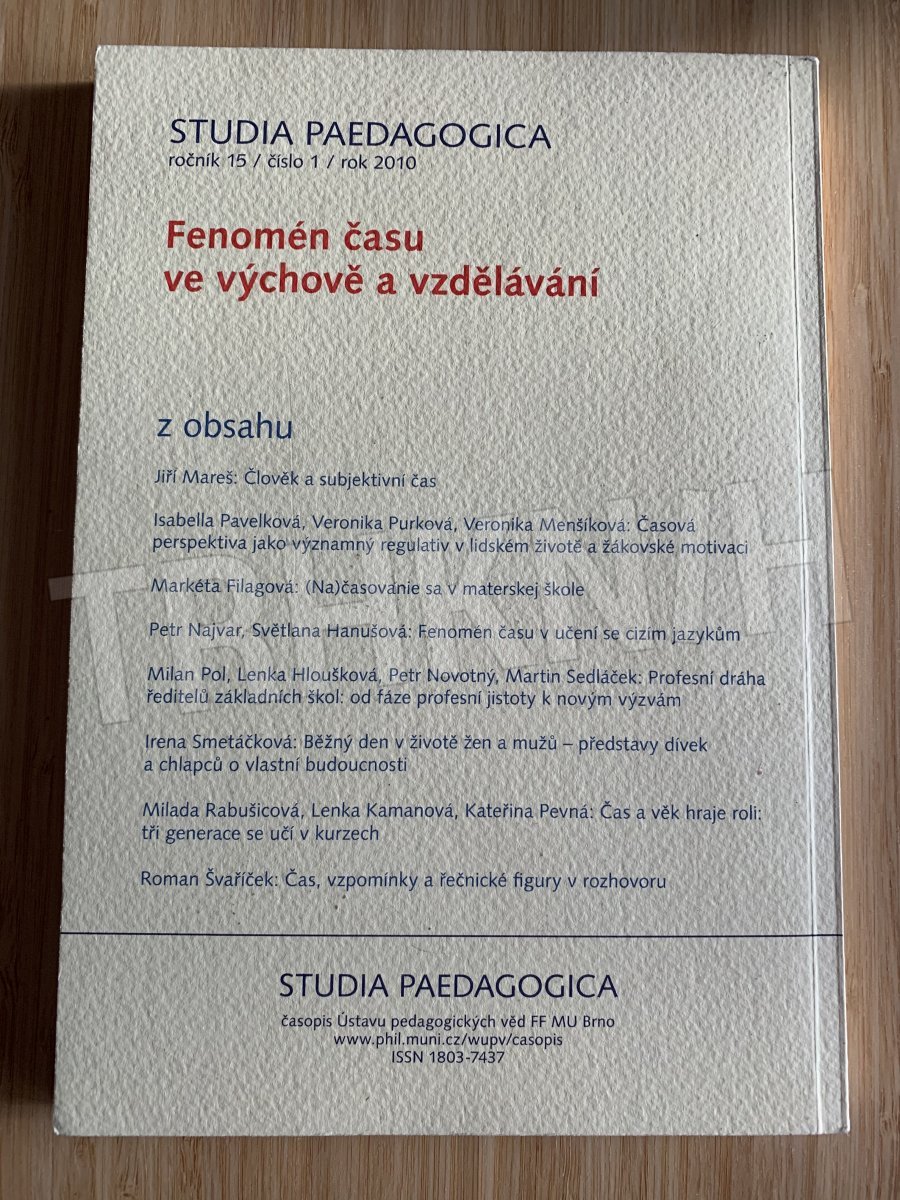 STUDIA PAEDAGOGICA
ročník 15 / číslo 1 / rok 2010
Fenomén času
ve výchově a vzdělávání
z obsahu
Jiří Mareš: Člověk a subjektivní čas
Isabella Pavelková, Veronika Purková, Veronika Menšíková: Časová
perspektiva jako významný regulativ v lidském životě a žákovské motivaci
Markéta Filagová: (Na)časovanie sa v materskej škole
Petr Najvar, Světlana Hanušová: Fenomén času v učení se cizím jazykům
Milan Pol, Lenka Hloušková, Petr Novotný, Martin Sedláček: Profesní dráha
ředitelů základních škol: od fáze profesní jistoty k novým výzvám
Irena Smetáčková: Běžný den v životě žen a mužů – představy dívek
a chlapců o vlastní budoucnosti
Milada Rabušicová, Lenka Kamanová, Kateřina Pevná: Čas a věk hraje roli:
tři generace se učí v kurzech
Roman Švaříček: Čas, vzpomínky a řečnické figury v rozhovoru
STUDIA PAEDAGOGICA
časopis Ústavu pedagogických věd FF MU Brno
www.phil.muni.cz/wupv/casopis
ISSN 1803-7437